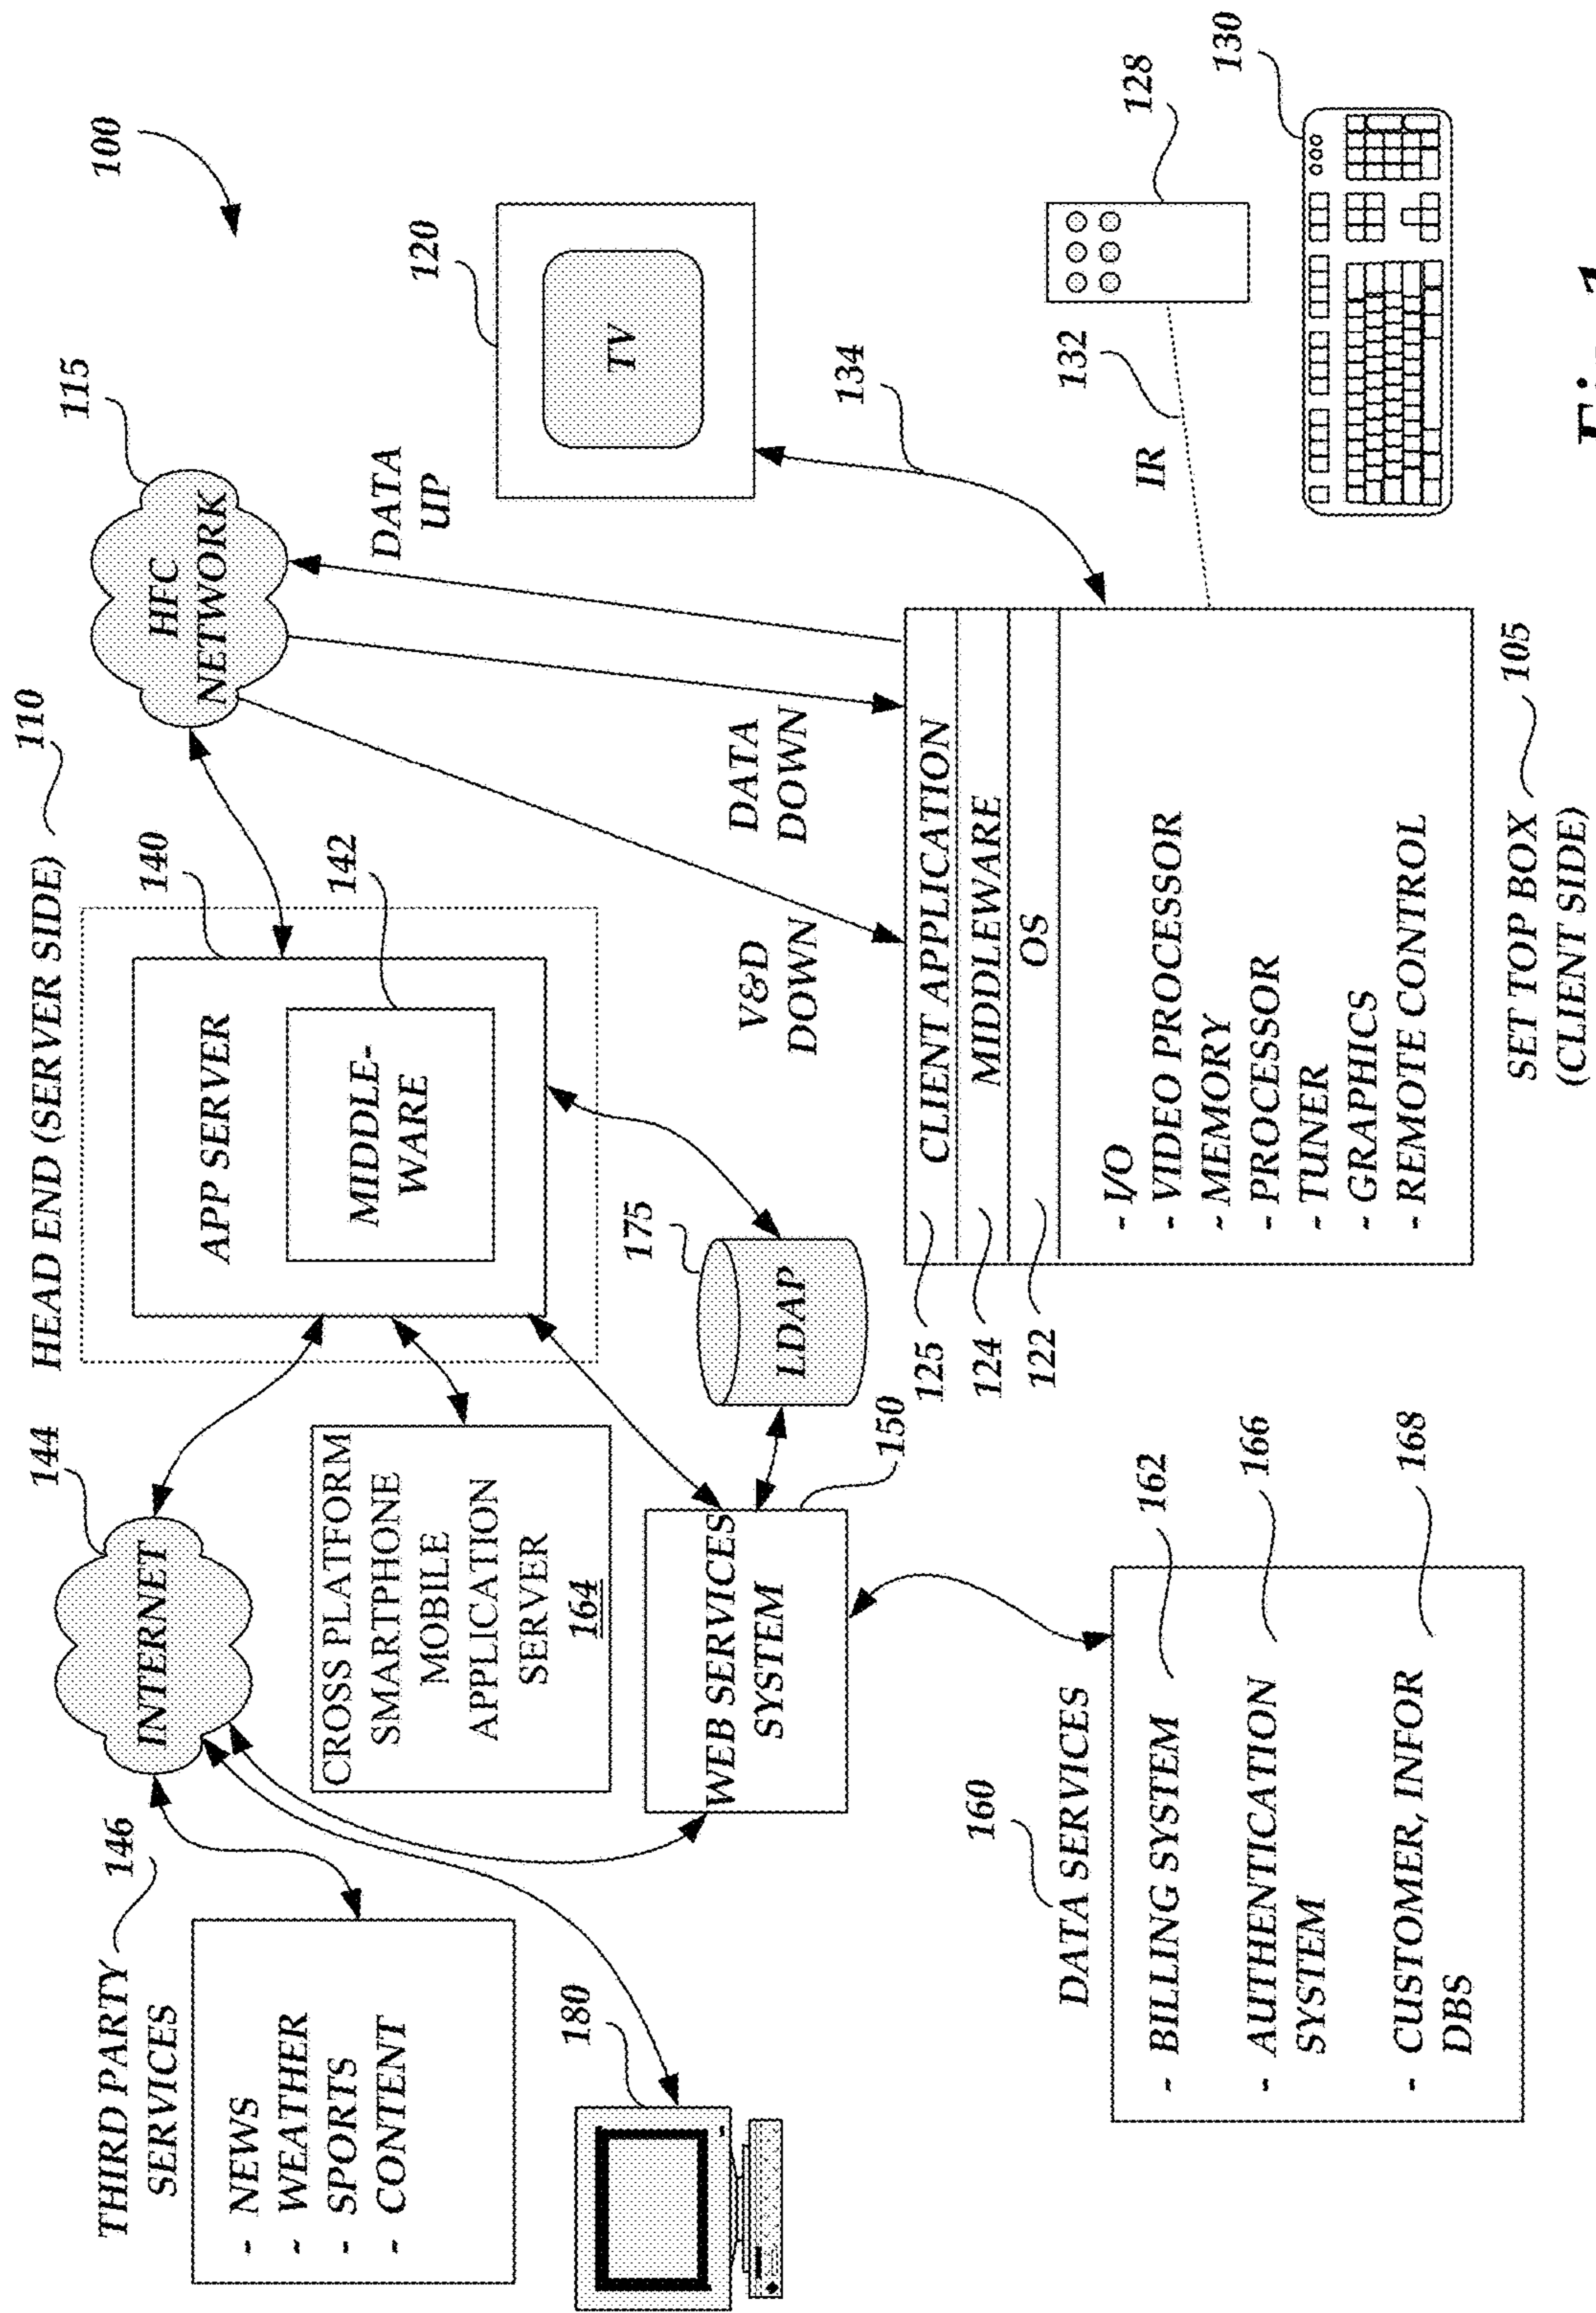 100
HEAD END (SERVER SIDE)
110
115
HFC
NETWORK
140
APP SERVER
142
MIDDLE-
WARE
144
INTERNET
THIRD PARTY
SERVICES
146
- NEWS
- WEATHER
- SPORTS
- CONTENT
CROSS PLATFORM
SMARTPHONE
MOBILE
APPLICATION
SERVER
164
120
TV
DATA
UP
DATA
DOWN
V&D
DOWN
134
175
LDAP
180
WEB SERVICES
SYSTEM
150
125
CLIENT APPLICATION
124
MIDDLEWARE
122
OS
- I/O
- VIDEO PROCESSOR
- MEMORY
- PROCESSOR
- TUNER
- GRAPHICS
- REMOTE CONTROL
SET TOP BOX
(CLIENT SIDE)
105
132
IR
128
130
160
DATA SERVICES
- BILLING SYSTEM
162
- AUTHENTICATION
SYSTEM
166
- CUSTOMER, INFOR
DBS
168